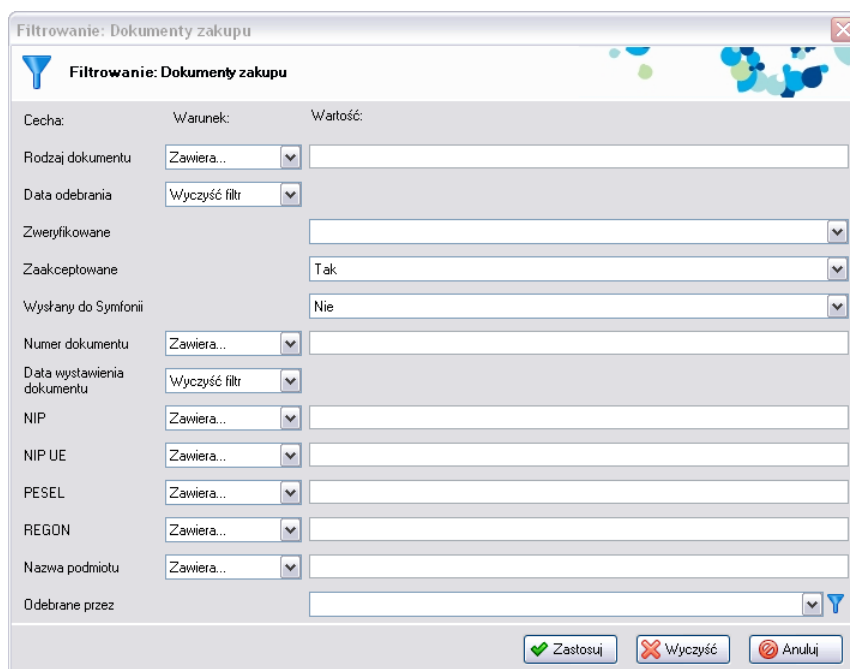 Filtrowanie: Dokumenty zakupu
Filtrowanie: Dokumenty zakupu
Cecha: Warunek: Wartość:
Rodzaj dokumentu Zawiera...
Data odebrania Wyczyść filtr
Zweryfikowane
Zaakceptowane Tak
Wysłany do Symfonii Nie
Numer dokumentu Zawiera...
Data wystawienia
dokumentu Wyczyść filtr
NIP Zawiera...
NIP UE Zawiera...
PESEL Zawiera...
REGON Zawiera...
Nazwa podmiotu Zawiera...
Odebrane przez
Zastosuj Wyczyść Anuluj